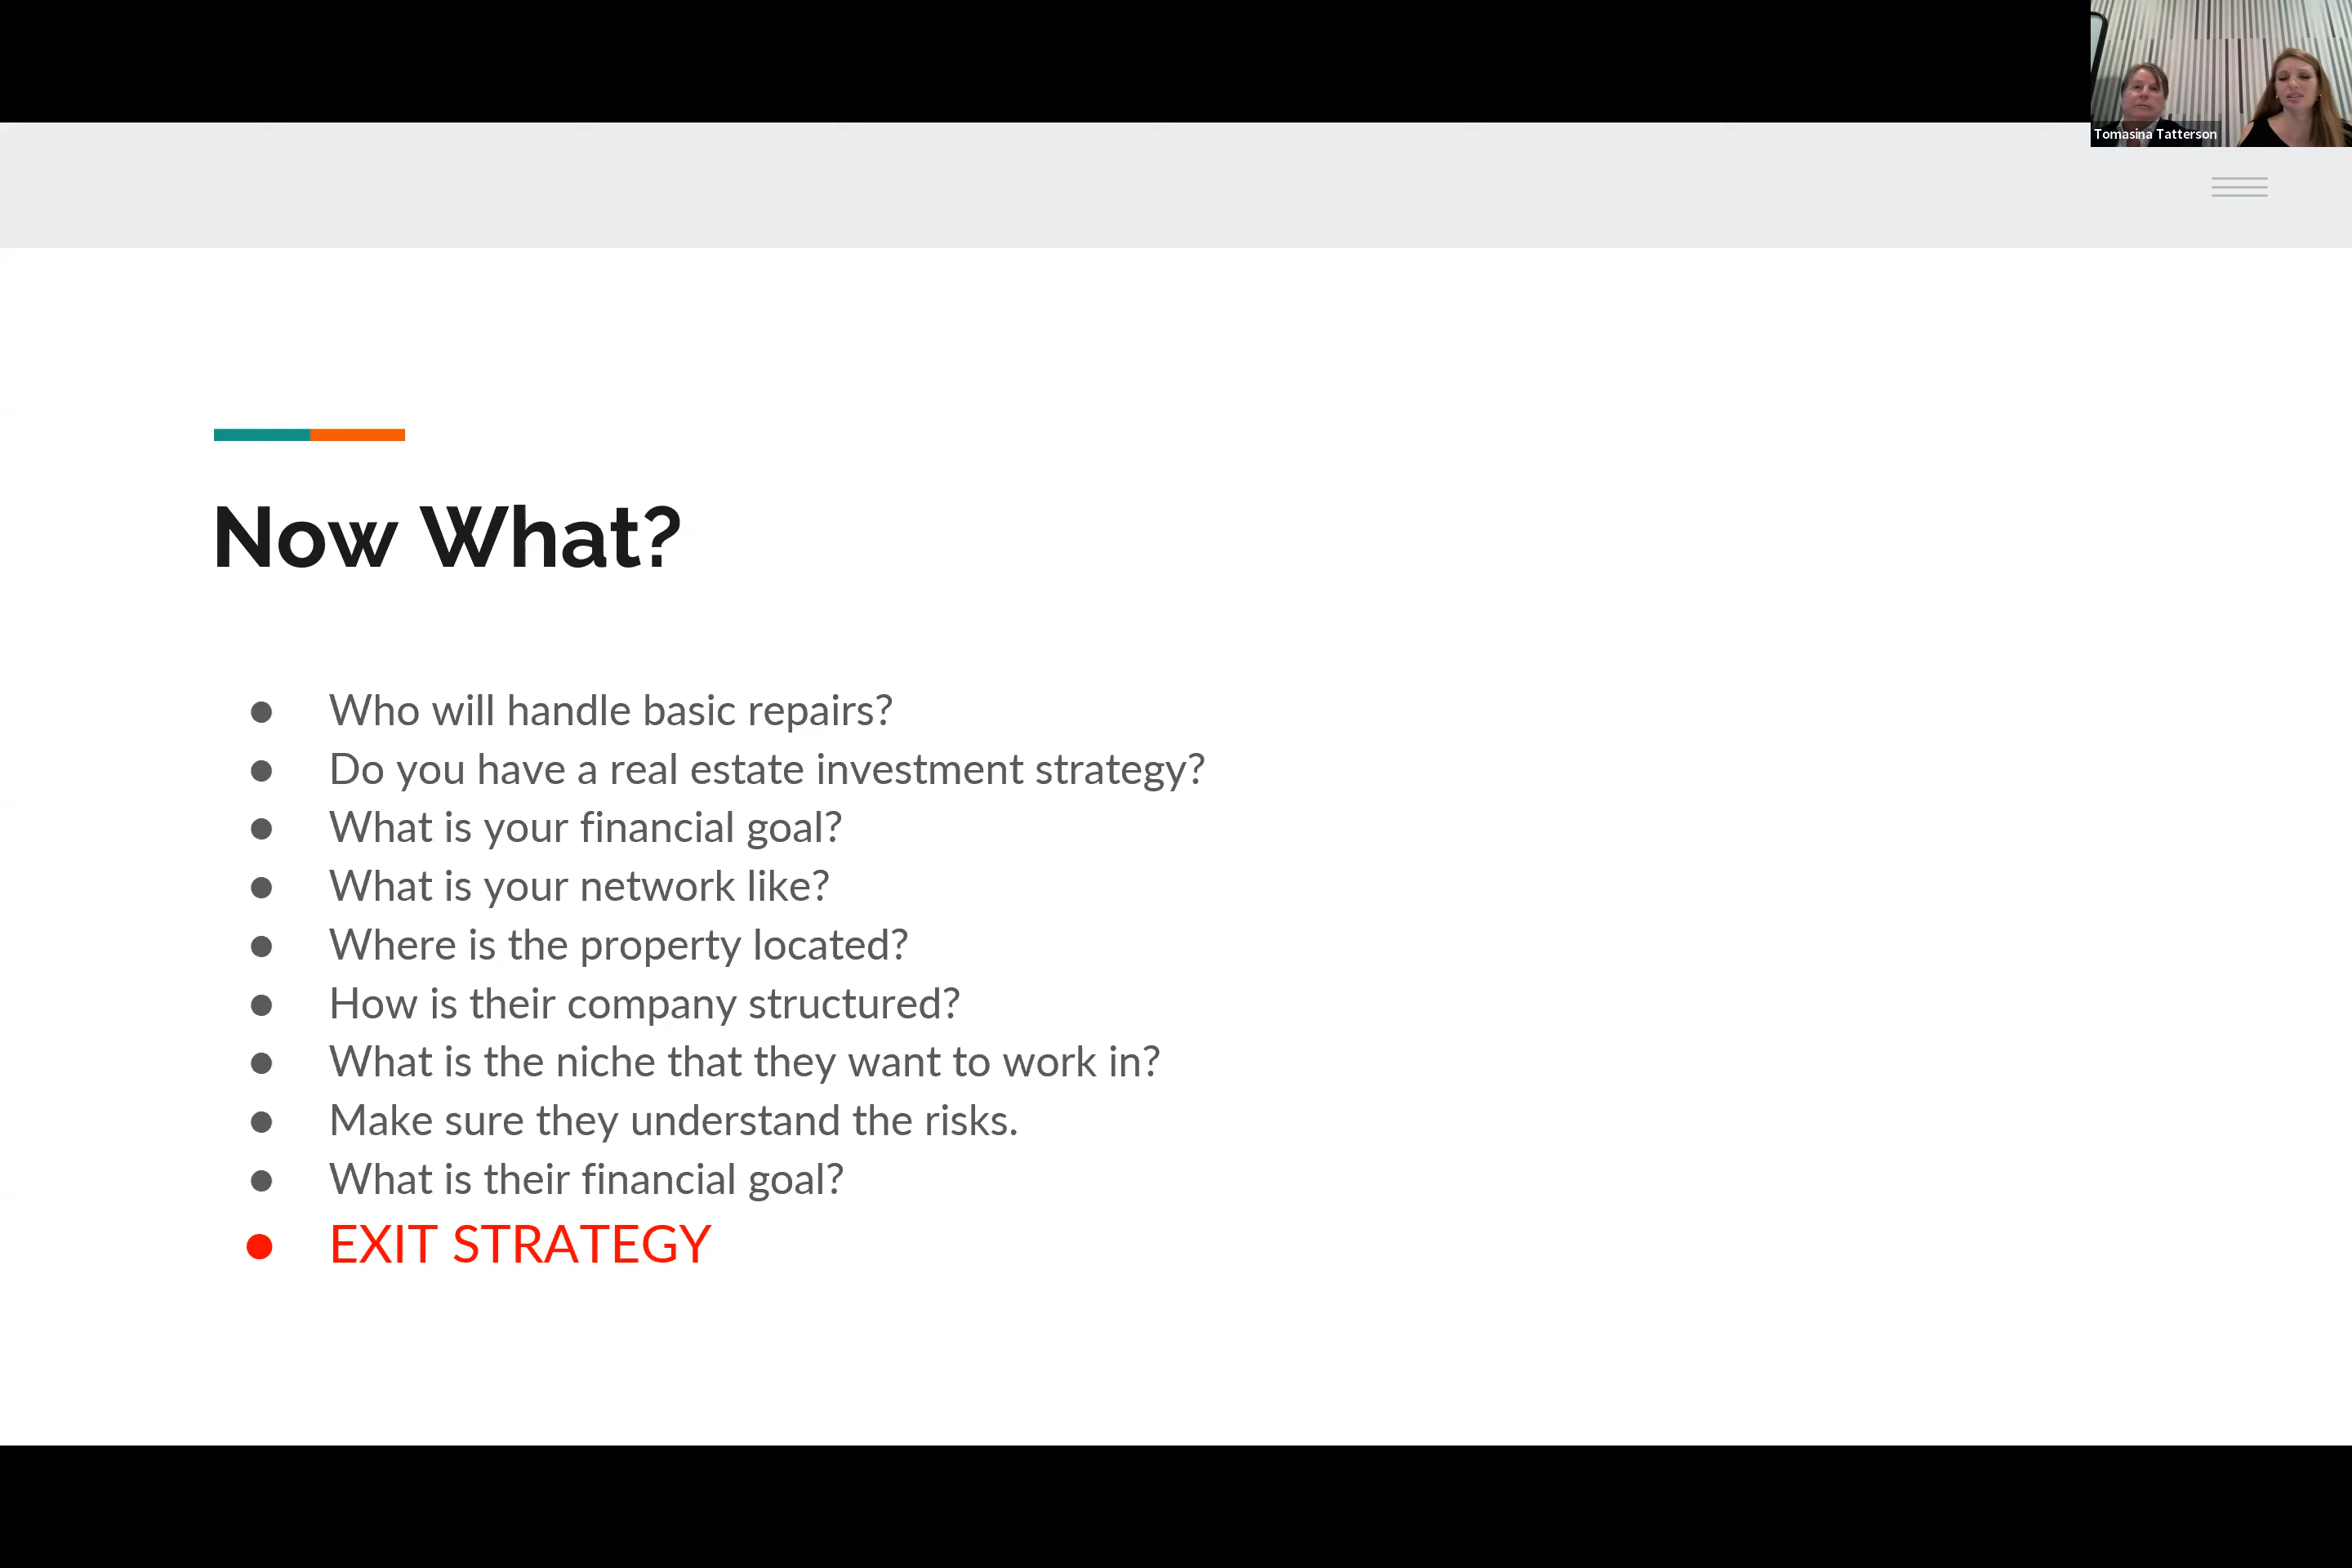 Tomasina Tatterson
Now What?
● Who will handle basic repairs?
● Do you have a real estate investment strategy?
● What is your financial goal?
● What is your network like?
● Where is the property located?
● How is their company structured?
● What is the niche that they want to work in?
● Make sure they understand the risks.
● What is their financial goal?
● EXIT STRATEGY